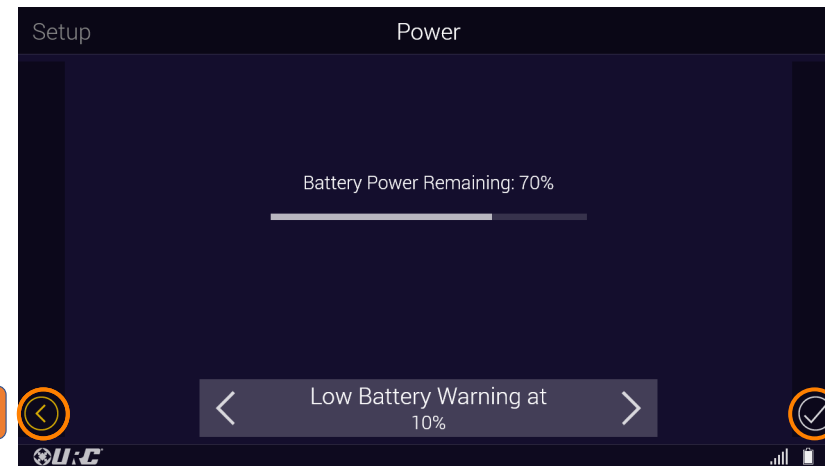 Setup
Power
Battery Power Remaining: 70%
Low Battery Warning at
10%
URC